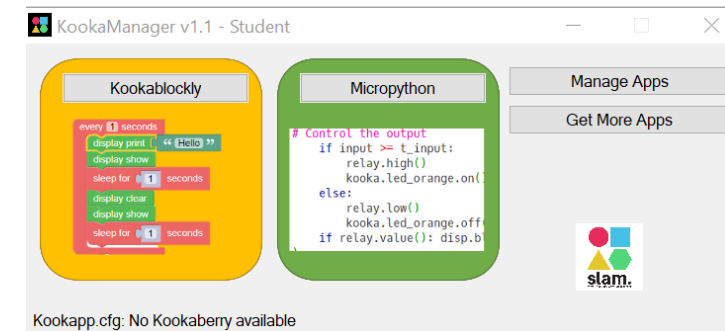 KookaManager v1.1 - Student
Kookablockly
Micropython
Manage Apps
Get More Apps
every 1 seconds
display print “ Hello ”
display show
sleep for 1 seconds
display clear
display show
sleep for 1 seconds
# Control the output
if input >= t_input:
relay.high()
kooka.led_orange.on()
else:
relay.low()
kooka.led_orange.off(
if relay.value(): disp.bl
slam.
Kookapp.cfg: No Kookaberry available